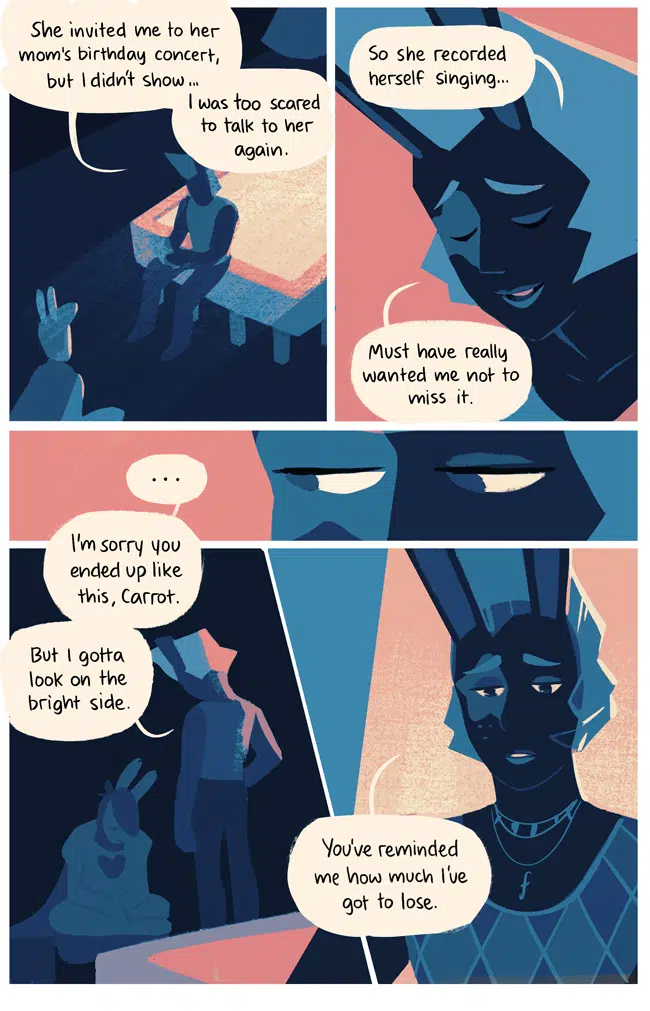 She invited me to her
mom's birthday concert,
but I didn't show...
I was too scared
to talk to her
again.
So she recorded
herself singing...
Must have really
wanted me not to
miss it.
...
I'm sorry you
ended up like
this, Carrot.
But I gotta
look on the
bright side.
You've reminded
me how much I've
got to lose.
f